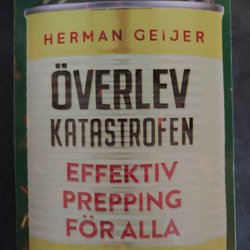 HERMAN GEIJER
ÖVERLEV
KATASTROFEN
EFFEKTIV
PREPPING
FÖR ALLA